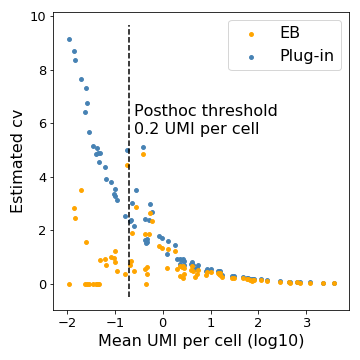 10
8
6
4
2
0
Estimated cv
EB
Plug-in
Posthoc threshold
0.2 UMI per cell
−2
−1
0
1
2
3
Mean UMI per cell (log10)